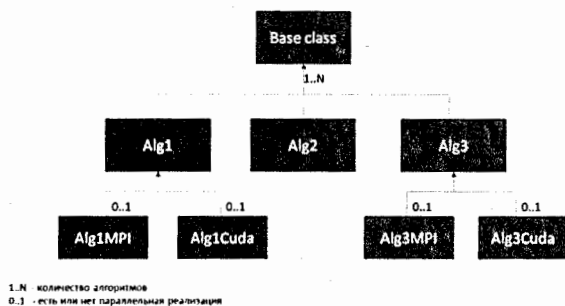 Base class
1..N
Alg1
Alg2
Alg3
0..1
0..1
0..1
0..1
Alg1MPI
Alg1Cuda
Alg3MPI
Alg3Cuda
1..N - количество алгоритмов
0..1 - есть или нет параллельная реализация